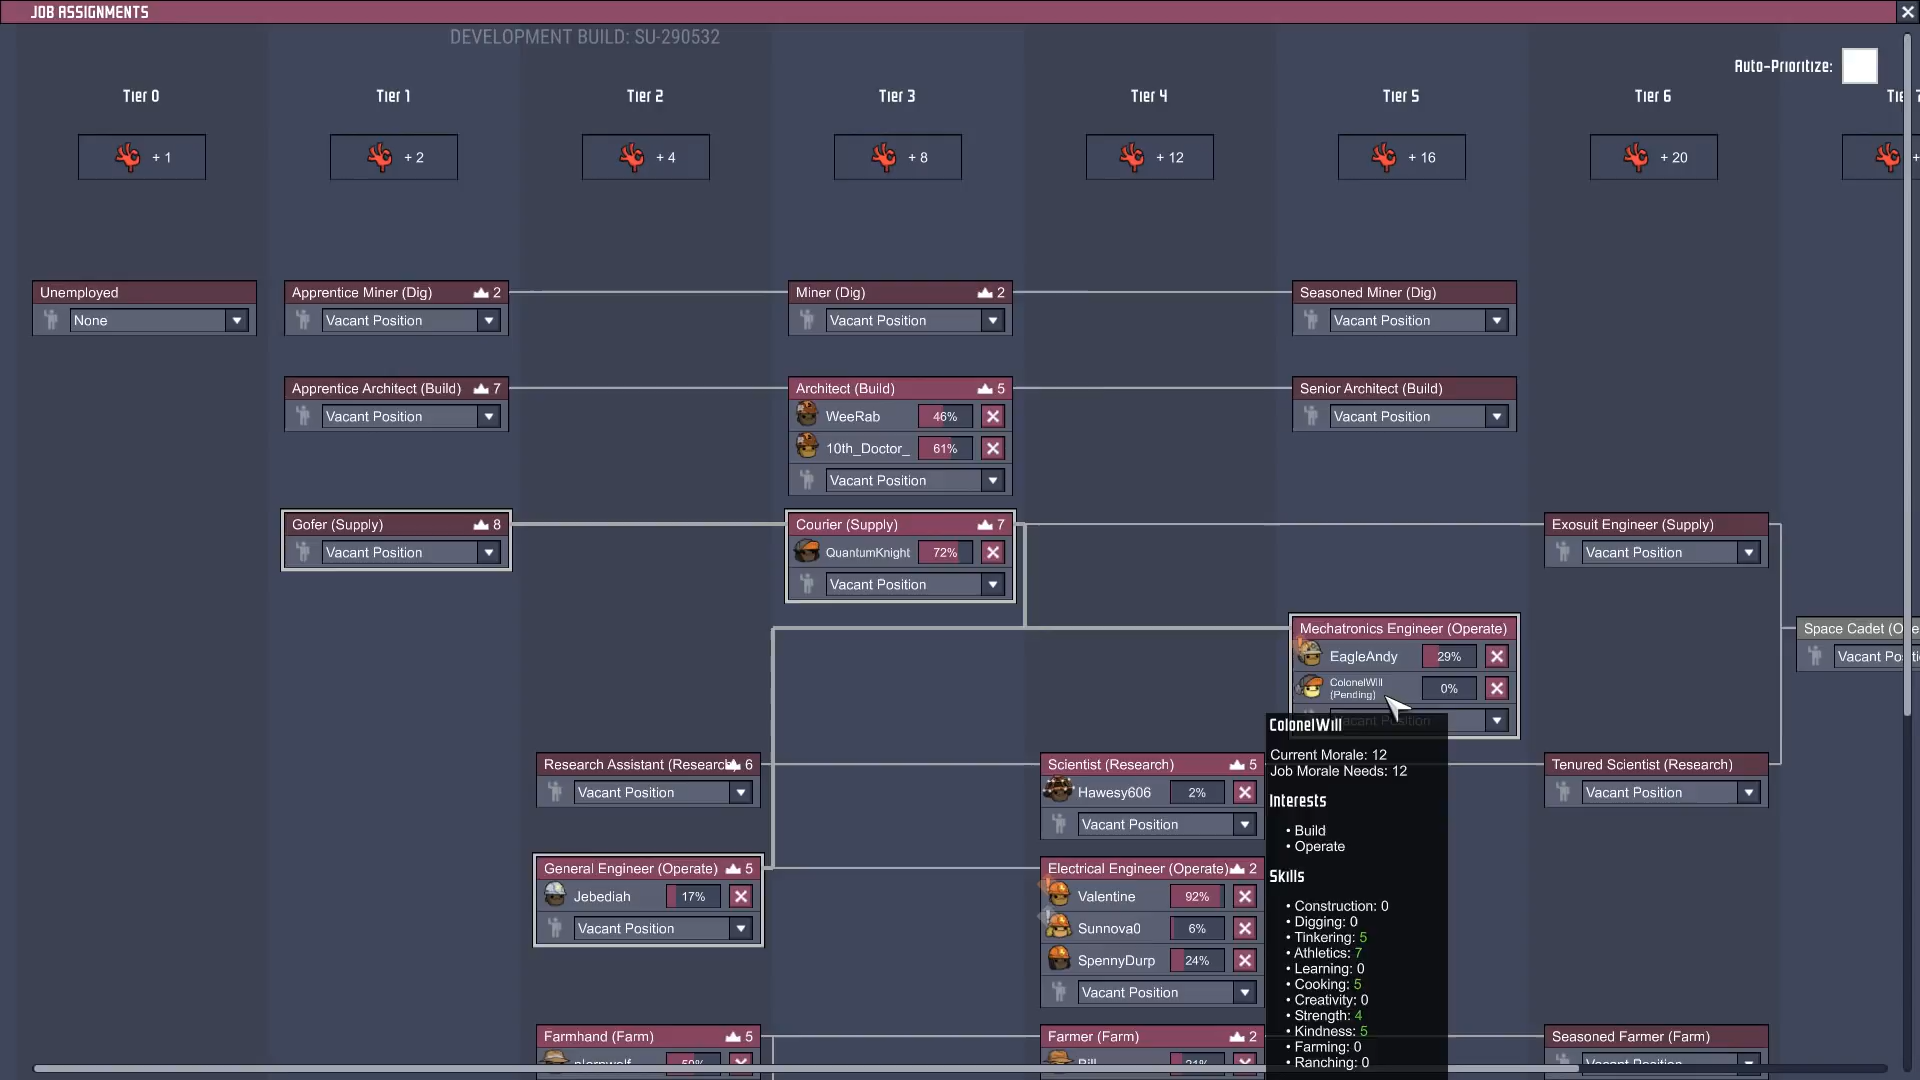 JOB ASSIGNMENTS
DEVELOPMENT BUILD: SU-290532
Auto-Prioritize:
Tier 0
Tier 1
Tier 2
Tier 3
Tier 4
Tier 5
Tier 6
+ 1
+ 2
+ 4
+ 8
+ 12
+ 16
+ 20
+
Unemployed
None
Apprentice Miner (Dig) 2
Vacant Position
Miner (Dig) 2
Vacant Position
Seasoned Miner (Dig)
Vacant Position
Apprentice Architect (Build) 7
Vacant Position
Architect (Build) 5
WeeRab 46%
10th_Doctor_ 61%
Vacant Position
Senior Architect (Build)
Vacant Position
Gofer (Supply) 8
Vacant Position
Courier (Supply) 7
QuantumKnight 72%
Vacant Position
Exosuit Engineer (Supply)
Vacant Position
Mechatronics Engineer (Operate)
EagleAndy 29%
ColonelWill
(Pending) 0%
Vacant Position
Space Cadet
Vacant
Research Assistant 6
Vacant Position
Scientist (Research) 5
Hawesy606 2%
Vacant Position
Tenured Scientist (Research)
Vacant Position
General Engineer (Operate) 5
Jebediah 17%
Vacant Position
Electrical Engineer (Operate) 2
Valentine 92%
Sunnova0 6%
SpennyDurp 24%
Vacant Position
Farmhand (Farm) 5
Farmer (Farm) 2
Seasoned Farmer (Farm)
Vacant Position
ColonelWill
Current Morale: 12
Job Morale Needs: 12
Interests
• Build
• Operate
Skills
• Construction: 0
• Digging: 0
• Tinkering: 5
• Athletics: 7
• Learning: 0
• Cooking: 5
• Creativity: 0
• Strength: 4
• Kindness: 5
• Farming: 0
• Ranching: 0